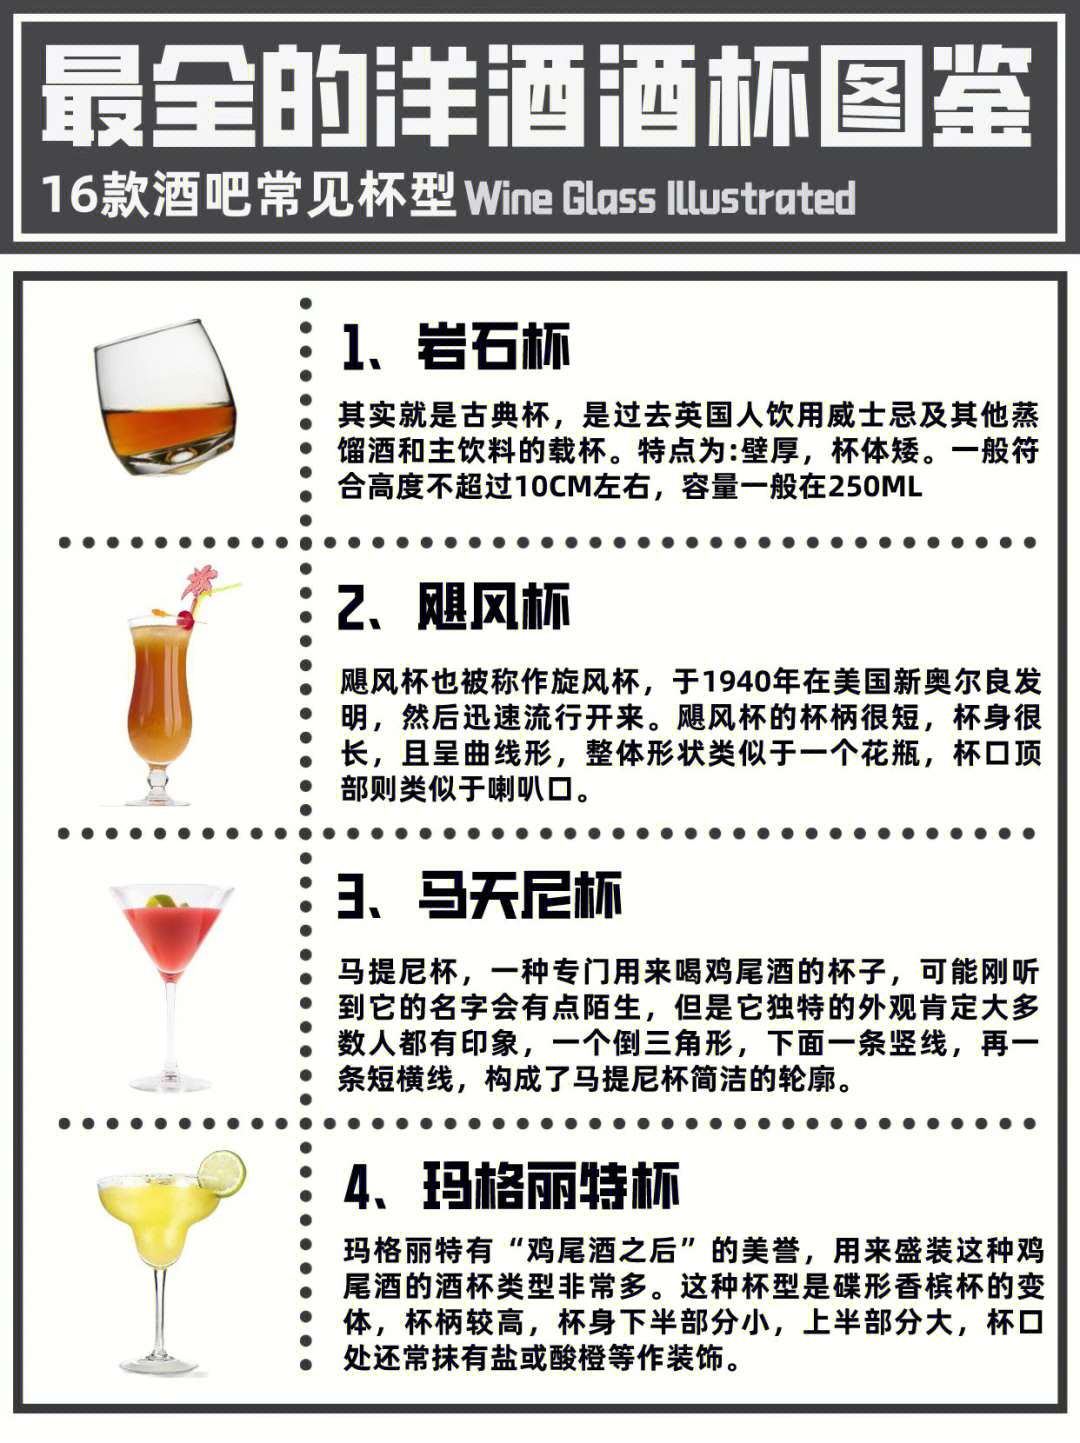 最全的洋酒酒杯图鉴
16款酒吧常见杯型 Wine Glass Illustrated
1、岩石杯
其实就是古典杯，是过去英国人饮用威士忌及其他蒸
馏酒和主饮料的载杯。特点为:壁厚，杯体矮。一般符
合高度不超过10CM左右，容量一般在250ML
2、飓风杯
飓风杯也被称作旋风杯，于1940年在美国新奥尔良发
明，然后迅速流行开来。飓风杯的杯柄很短，杯身很
长，且呈曲线形，整体形状类似于一个花瓶，杯口顶
部则类似于喇叭口。
3、马天尼杯
马提尼杯，一种专门用来喝鸡尾酒的杯子，可能刚听
到它的名字会有点陌生，但是它独特的外观肯定大多
数人都有印象，一个倒三角形，下面一条竖线，再一
条短横线，构成了马提尼杯简洁的轮廓。
4、玛格丽特杯
玛格丽特有“鸡尾酒之后”的美誉，用来盛装这种鸡
尾酒的酒杯类型非常多。这种杯型是碟形香槟杯的变
体，杯柄较高，杯身下半部分小，上半部分大，杯口
处还常抹有盐或酸橙等作装饰。